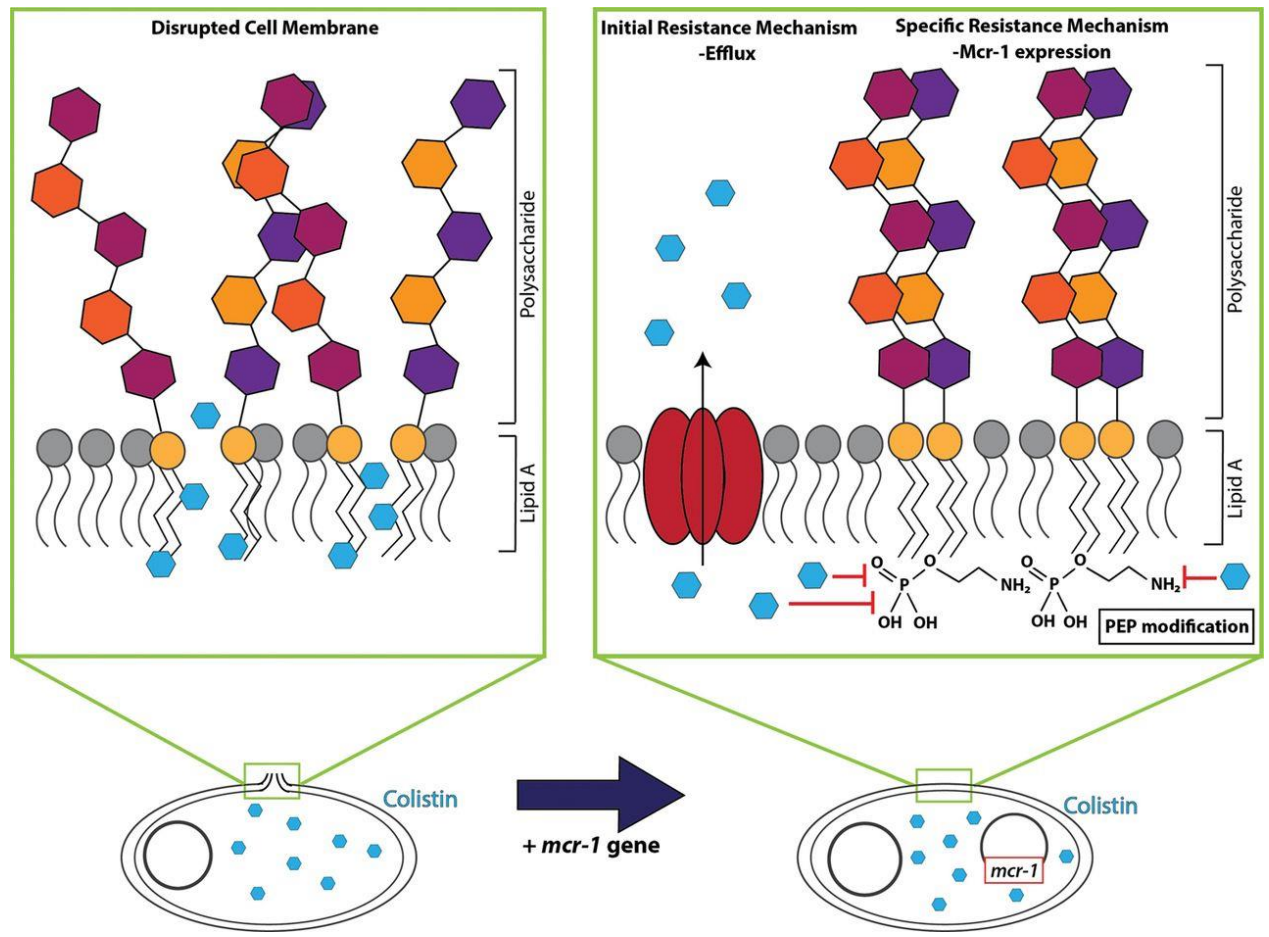 Disrupted Cell Membrane
Polysaccharide
Lipid A
Initial Resistance Mechanism
-Efflux
Specific Resistance Mechanism
-Mcr-1 expression
Polysaccharide
Lipid A
O
P
O
NH₂
OH OH
O
P
O
NH₂
OH OH
PEP modification
Colistin
+ mcr-1 gene
Colistin
mcr-1